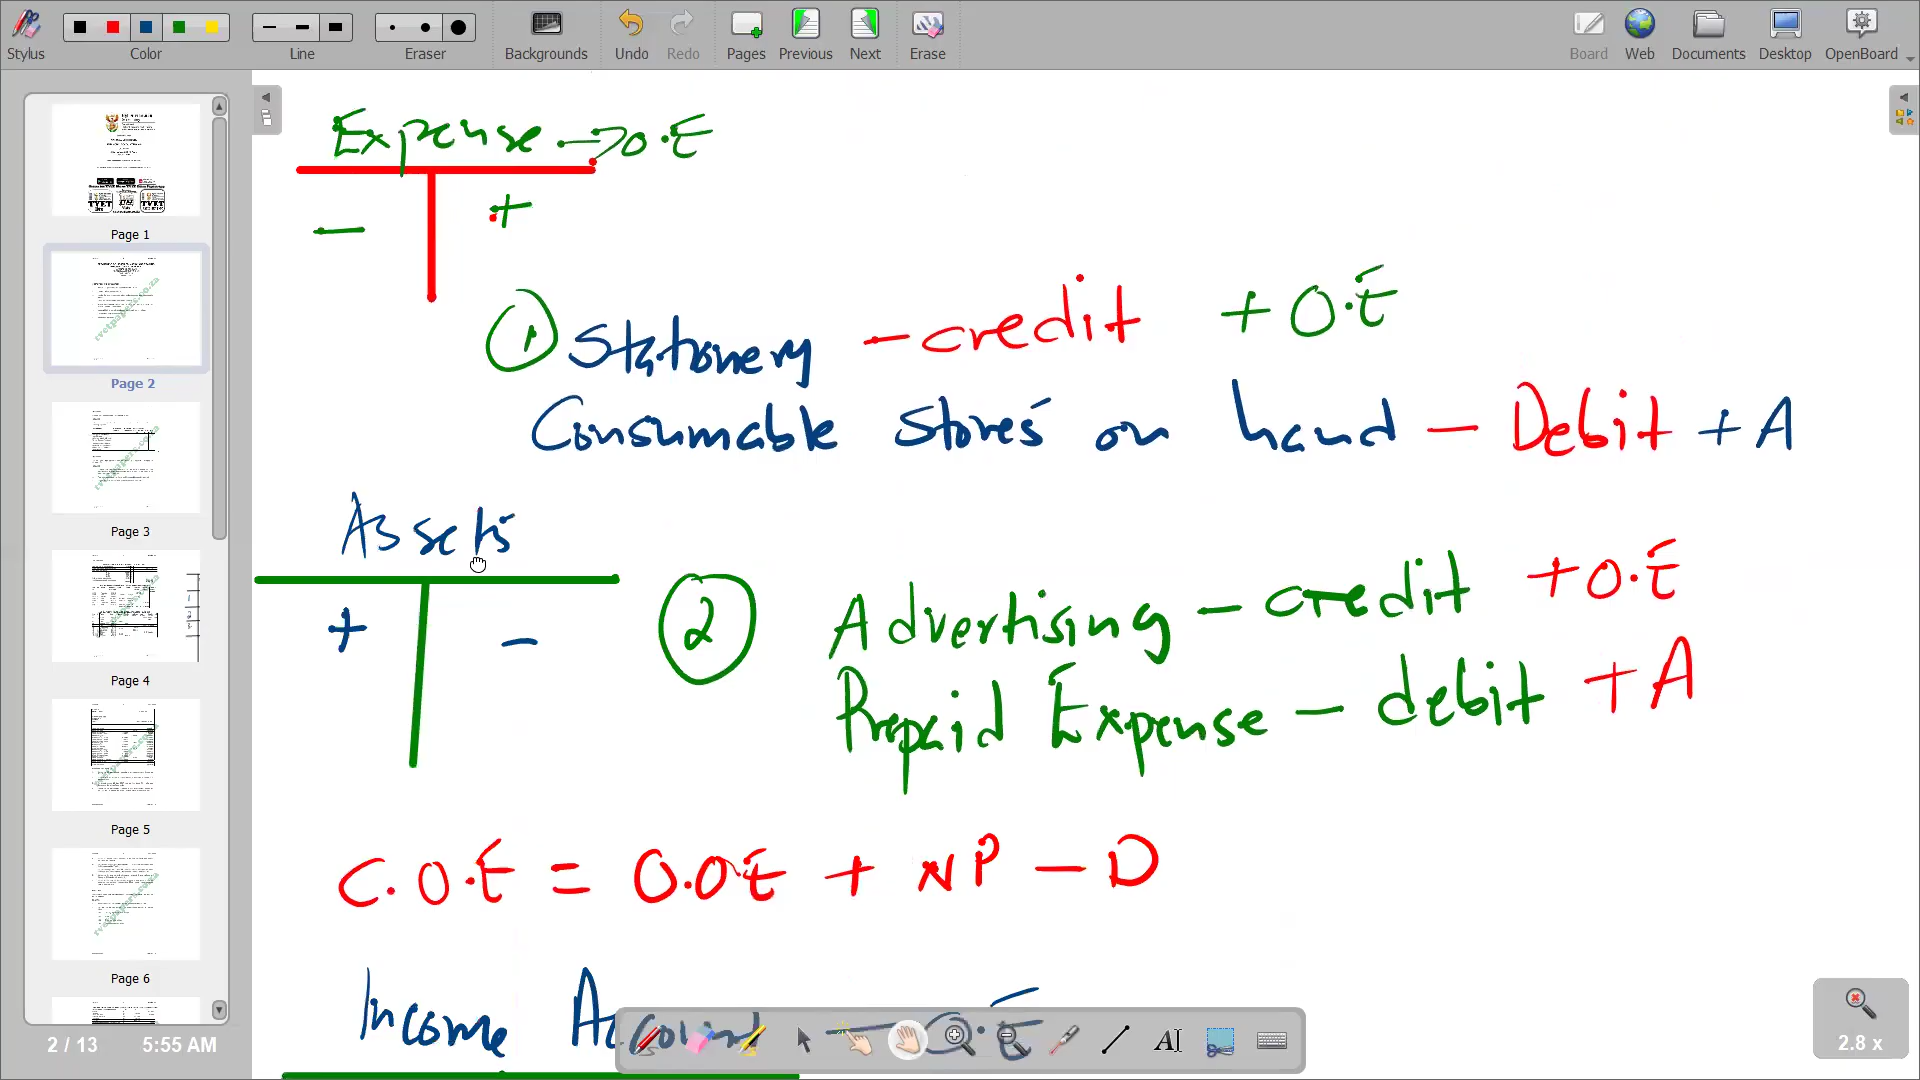 Stylus
Color
Line
Eraser
Backgrounds
Undo
Redo
Pages
Previous
Next
Erase
Board
Web
Documents
Desktop
OpenBoard
Page 1
Page 2
Page 3
Page 4
Page 5
Page 6
2 / 13
5:55 AM
Expense → O.E
- +
1 Stationery - credit + O.E
Consumable stores on hand - Debit + A
Assets
+ -
2 Advertising - credit + O.E
Prepaid Expense - debit + A
C.O.E = O.O.E + NP - D
Income Account
AI
2.8 x